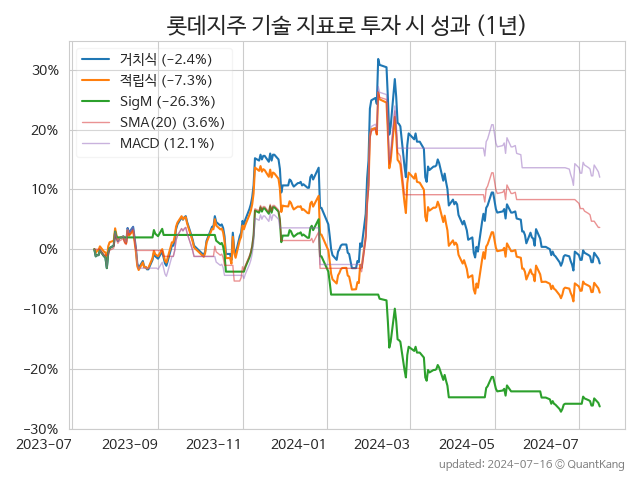 롯데지주 기술 지표로 투자 시 성과 (1년)
거치식 (−2.4%)
적립식 (−7.3%)
SigM (−26.3%)
SMA(20) (3.6%)
MACD (12.1%)
30%
20%
10%
0%
−10%
−20%
−30%
2023-07 2023-09 2023-11 2024-01 2024-03 2024-05 2024-07
updated: 2024-07-16 © QuantKang